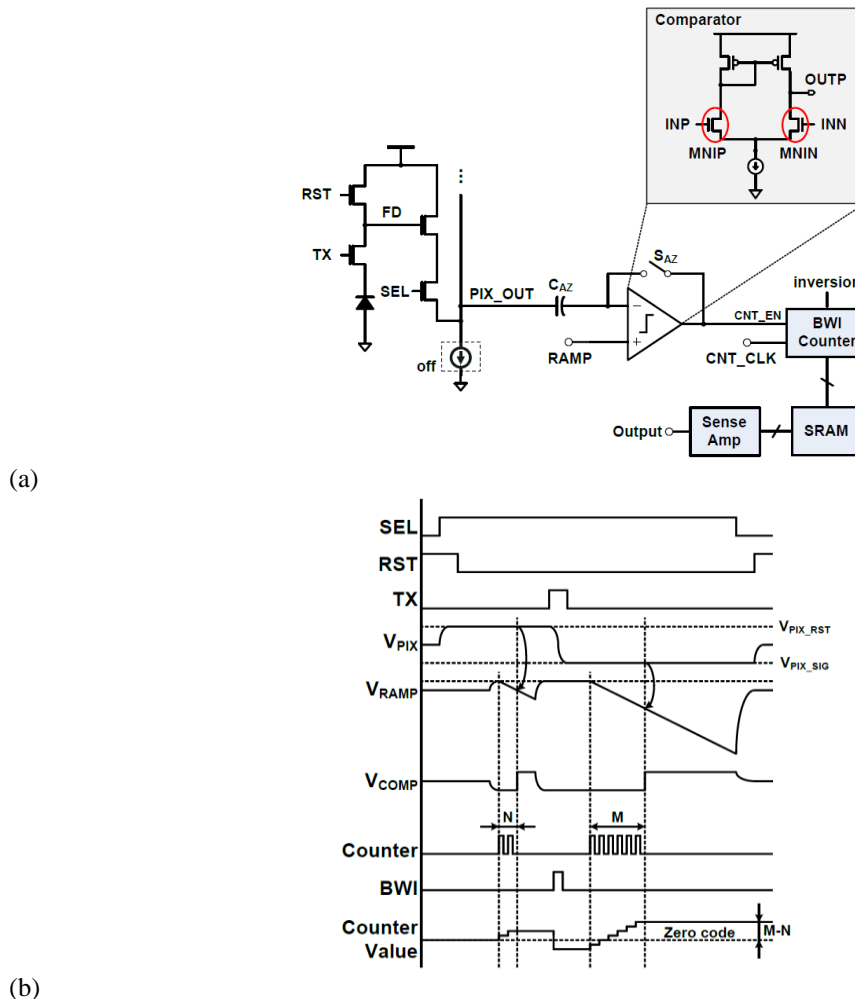 Comparator
OUTP
INP
INN
MNIP
MNIN
RST
FD
TX
SEL
PIX_OUT
CAZ
SAZ
−
+
RAMP
off
CNT_EN
CNT_CLK
inversion
BWI
Counter
Output
Sense
Amp
SRAM
(a)
SEL
RST
TX
VPIX
VPIX_RST
VPIX_SIG
VRAMP
VCOMP
N
M
Counter
BWI
Counter
Value
Zero code
M-N
(b)